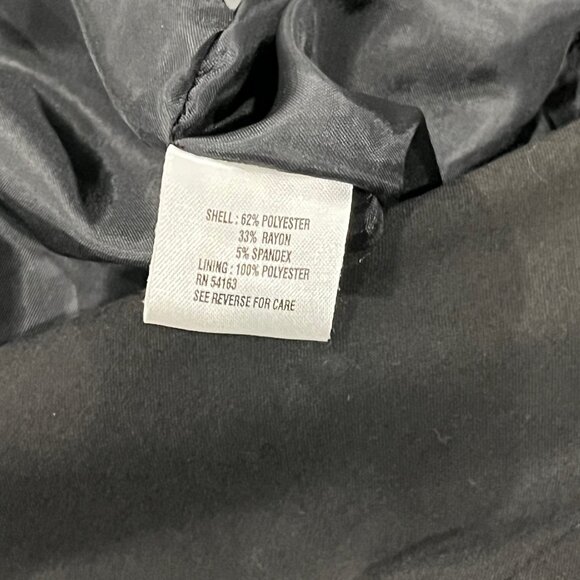 SHELL : 62% POLYESTER
33% RAYON
5% SPANDEX
LINING : 100% POLYESTER
RN 54163
SEE REVERSE FOR CARE